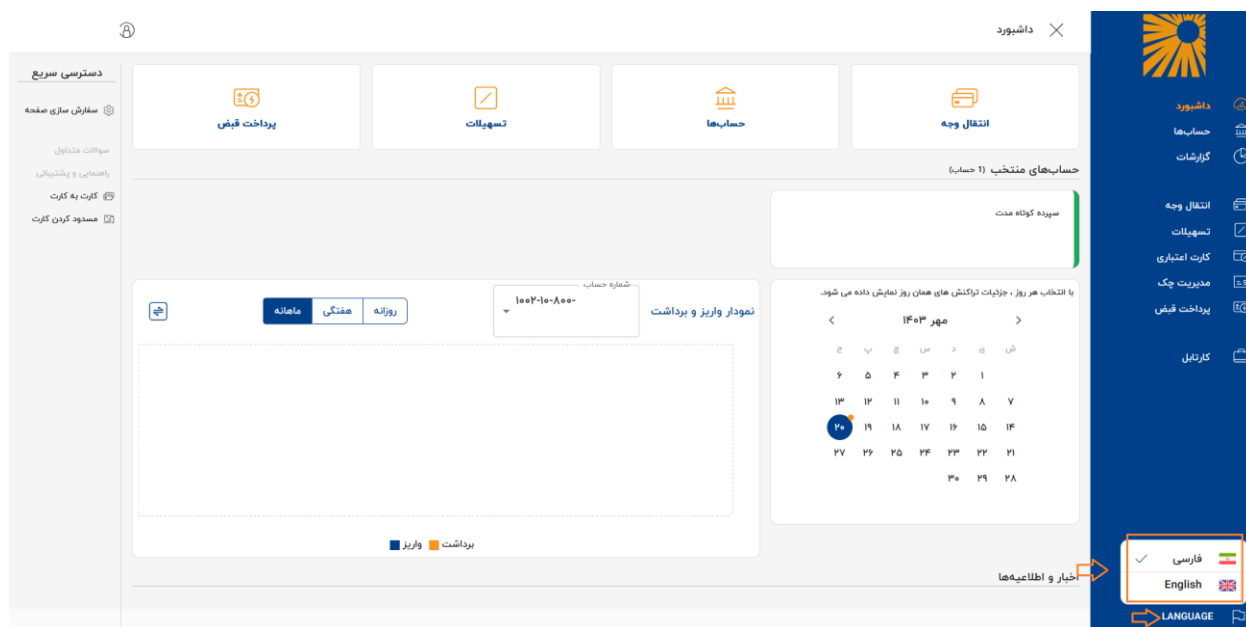 داشبورد
داشبورد
حساب‌ها
گزارشات
انتقال وجه
تسهیلات
کارت اعتباری
مدیریت چک
پرداخت قبض
کارتابل
فارسی
English
LANGUAGE
انتقال وجه
حساب‌ها
تسهیلات
پرداخت قبض
حساب‌های منتخب (1 حساب)
سپرده کوتاه مدت
با انتخاب هر روز ، جزئیات تراکنش های همان روز نمایش داده می شود.
مهر ۱۴۰۳
ش ی د س چ پ ج
۱ ۲ ۳ ۴ ۵ ۶
۷ ۸ ۹ ۱۰ ۱۱ ۱۲ ۱۳
۱۴ ۱۵ ۱۶ ۱۷ ۱۸ ۱۹ ۲۰
۲۱ ۲۲ ۲۳ ۲۴ ۲۵ ۲۶ ۲۷
۲۸ ۲۹ ۳۰
نمودار واریز و برداشت
شماره حساب
۱۰۰۲-۱۰-۸۰۰-
روزانه هفتگی ماهانه
برداشت واریز
اخبار و اطلاعیه‌ها
دسترسی سریع
سفارش سازی صفحه
سوالات متداول
راهنمایی و پشتیبانی
کارت به کارت
مسدود کردن کارت